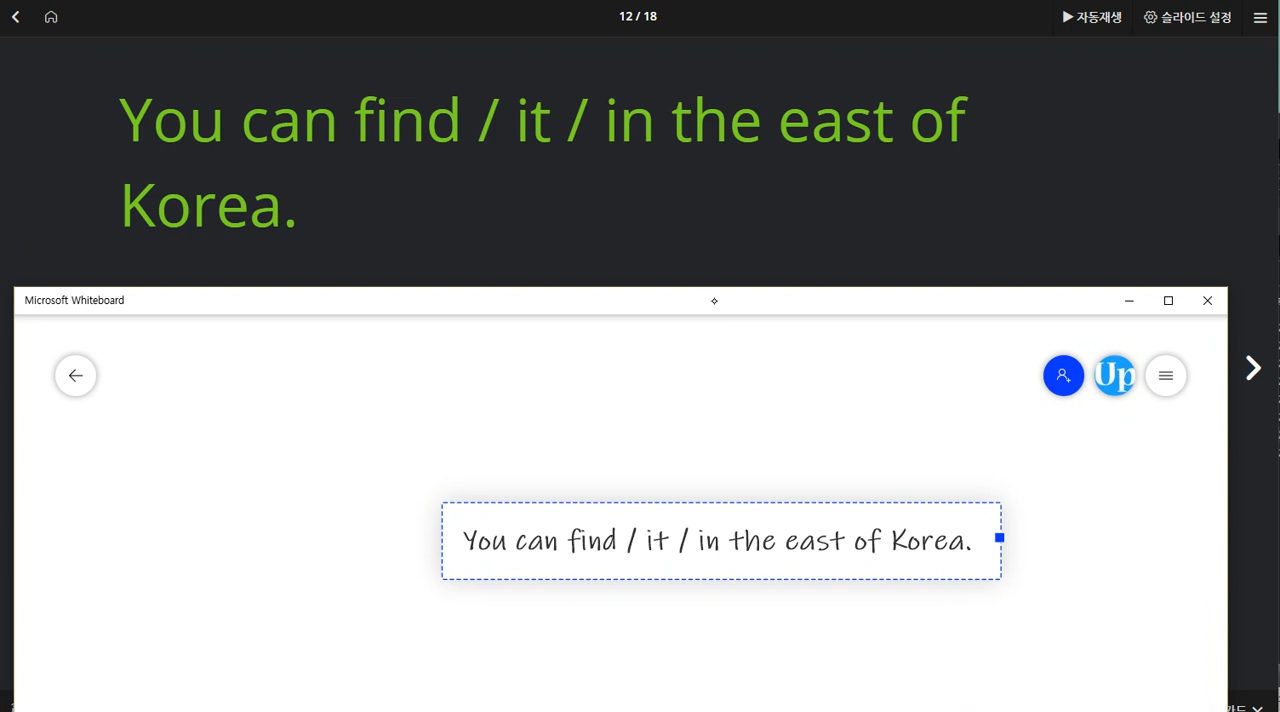 12 / 18
▶ 자동재생
슬라이드 설정
You can find / it / in the east of
Korea.
Microsoft Whiteboard
Up
You can find / it / in the east of Korea.